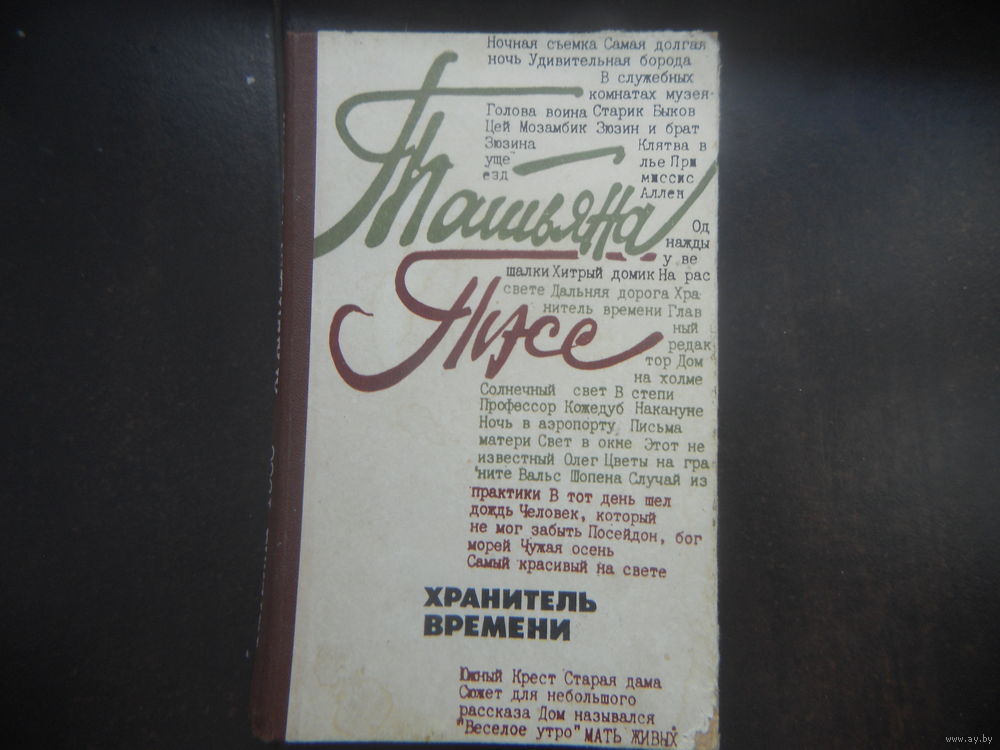 Ночная съемка Самая долгая
ночь Удивительная борода
В служебных
комнатах музея
Голова воина Старик Быков
Цей Мозамбик Зюзин и брат
Зюзина Клятва в
уще лье При
езд миссис
Аллен
Татьяна
Од
нажды
у ве
шалки Хитрый домик На рас
свете Дальняя дорога Хра
нитель времени Глав
ный
Тэсс
редак
тор Дом
на холме
Солнечный свет В степи
Профессор Кожедуб Накануне
Ночь в аэропорту Письма
матери Свет в окне Этот не
известный Олег Цветы на гра
ните Вальс Шопена Случай из
практики В тот день шел
дождь Человек, который
не мог забыть Посейдон, бог
морей Чужая осень
Самый красивый на свете
ХРАНИТЕЛЬ
ВРЕМЕНИ
Южный Крест Старая дама
Сюжет для небольшого
рассказа Дом назывался
"Веселое утро" МАТЬ ЖИВЫХ
www.ay.by